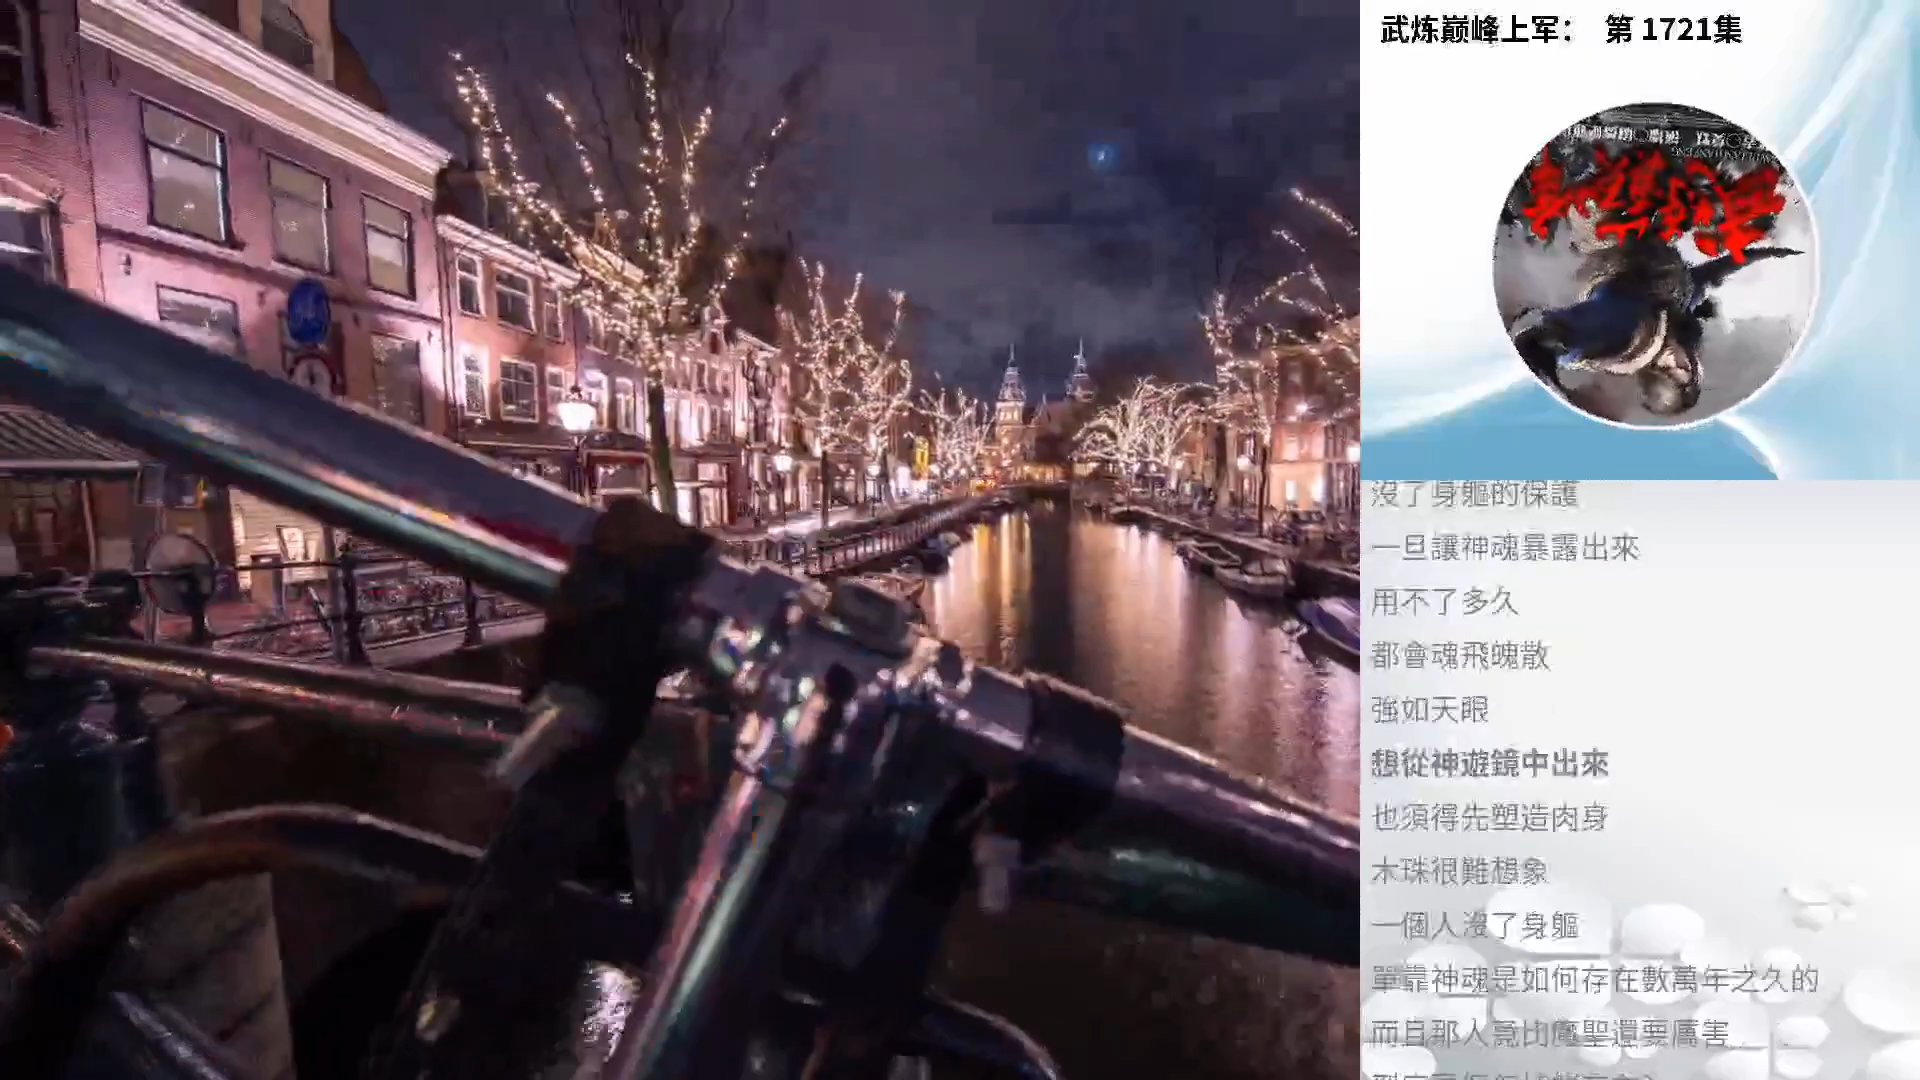 武炼巅峰上军： 第 1721集
沒了身軀的保護
一旦讓神魂暴露出來
用不了多久
都會魂飛魄散
強如天眼
想從神遊鏡中出來
也須得先塑造肉身
木珠很難想象
一個人沒了身軀
單靠神魂是如何存在數萬年之久的
而且那人竟比魔聖還要厲害